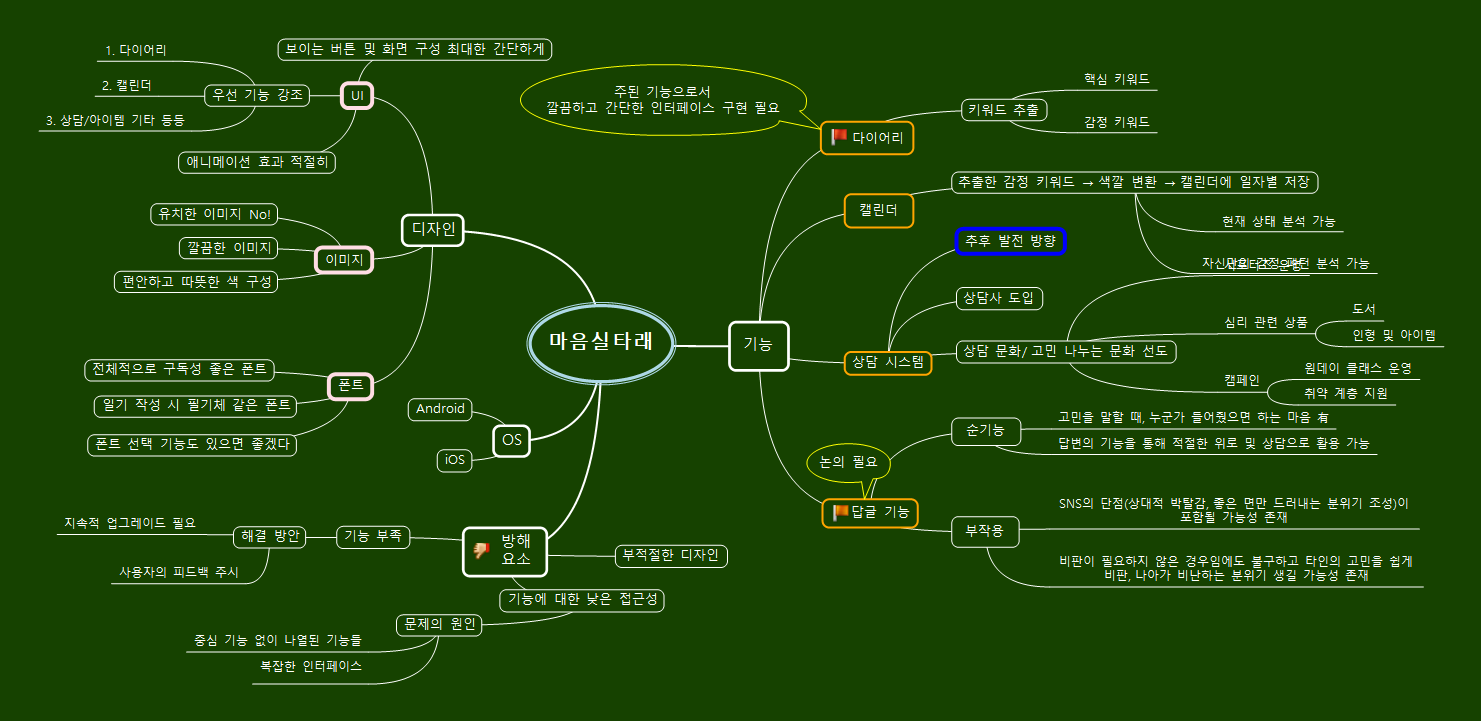 마음실타래
디자인
UI
보이는 버튼 및 화면 구성 최대한 간단하게
우선 기능 강조
1. 다이어리
2. 캘린더
3. 상담/아이템 기타 등등
애니메이션 효과 적절히
이미지
유치한 이미지 No!
깔끔한 이미지
편안하고 따뜻한 색 구성
폰트
전체적으로 구독성 좋은 폰트
일기 작성 시 필기체 같은 폰트
폰트 선택 기능도 있으면 좋겠다
OS
Android
iOS
방해
요소
기능 부족
해결 방안
지속적 업그레이드 필요
사용자의 피드백 주시
부적절한 디자인
기능에 대한 낮은 접근성
문제의 원인
중심 기능 없이 나열된 기능들
복잡한 인터페이스
기능
주된 기능으로서
깔끔하고 간단한 인터페이스 구현 필요
다이어리
키워드 추출
핵심 키워드
감정 키워드
캘린더
추출한 감정 키워드 → 색깔 변환 → 캘린더에 일자별 저장
현재 상태 분석 가능
자신만의 감정 패턴 분석 가능
상담 시스템
추후 발전 방향
상담사 도입
상담 문화/ 고민 나누는 문화 선도
운영
심리 관련 상품
도서
인형 및 아이템
캠페인
원데이 클래스 운영
취약 계층 지원
논의 필요
답글 기능
순기능
고민을 말할 때, 누군가 들어줬으면 하는 마음 有
답변의 기능을 통해 적절한 위로 및 상담으로 활용 가능
부작용
SNS의 단점(상대적 박탈감, 좋은 면만 드러내는 분위기 조성)이
포함될 가능성 존재
비판이 필요하지 않은 경우임에도 불구하고 타인의 고민을 쉽게
비판, 나아가 비난하는 분위기 생길 가능성 존재